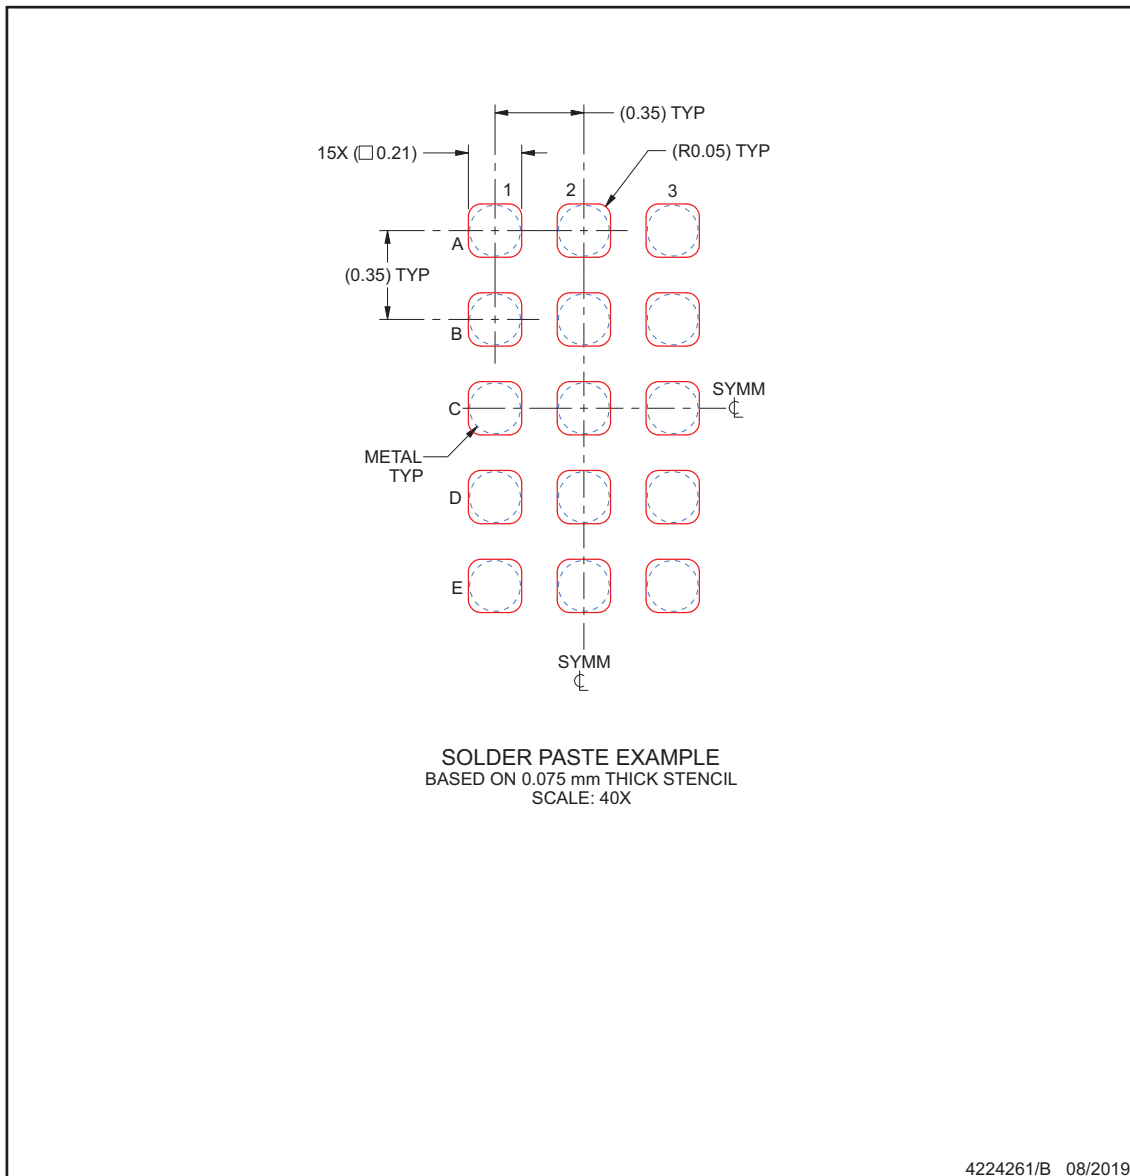 (0.35) TYP
15X (□ 0.21)
(R0.05) TYP
1
2
3
A
(0.35) TYP
B
SYMM
℄
C
METAL
TYP
D
E
SYMM
℄
SOLDER PASTE EXAMPLE
BASED ON 0.075 mm THICK STENCIL
SCALE: 40X
4224261/B 08/2019